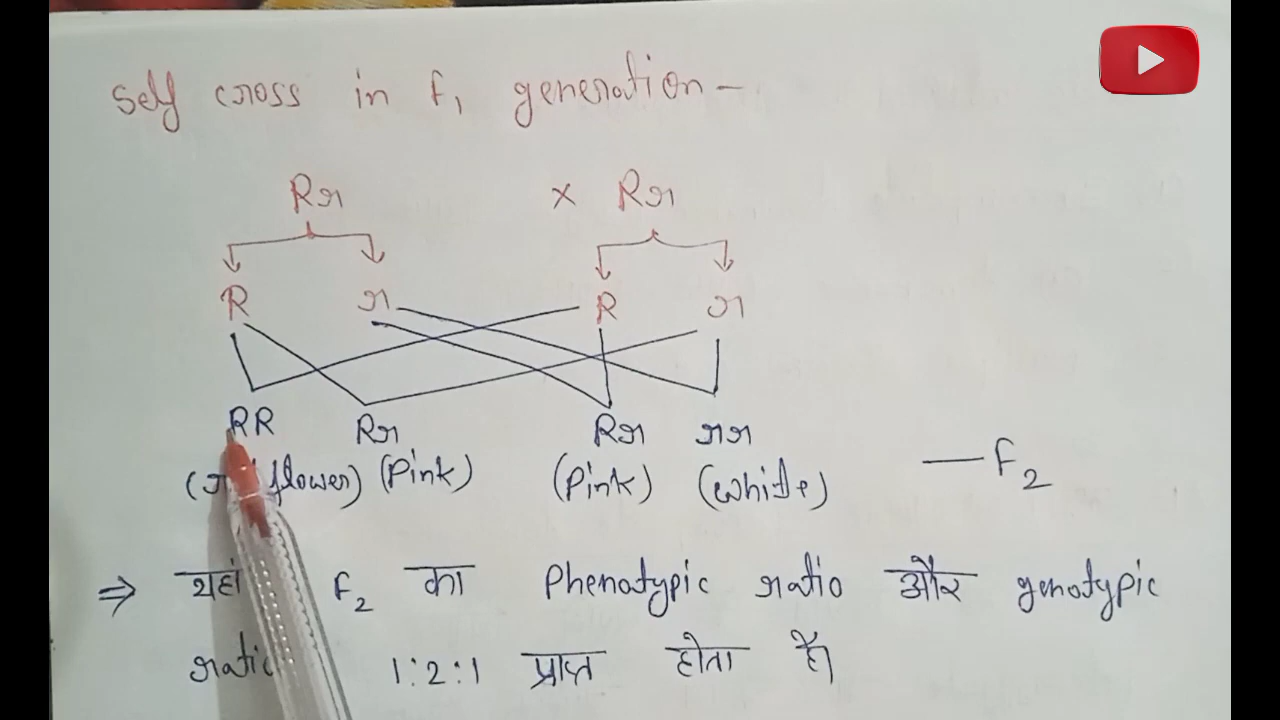 Self cross in F₁ generation –
Rr × Rr
R r R r
RR Rr Rr rr
( flower) (Pink) (Pink) (white) — F₂
⇒ यहां F₂ का Phenotypic ratio और genotypic
1:2:1 प्राप्त होता है।